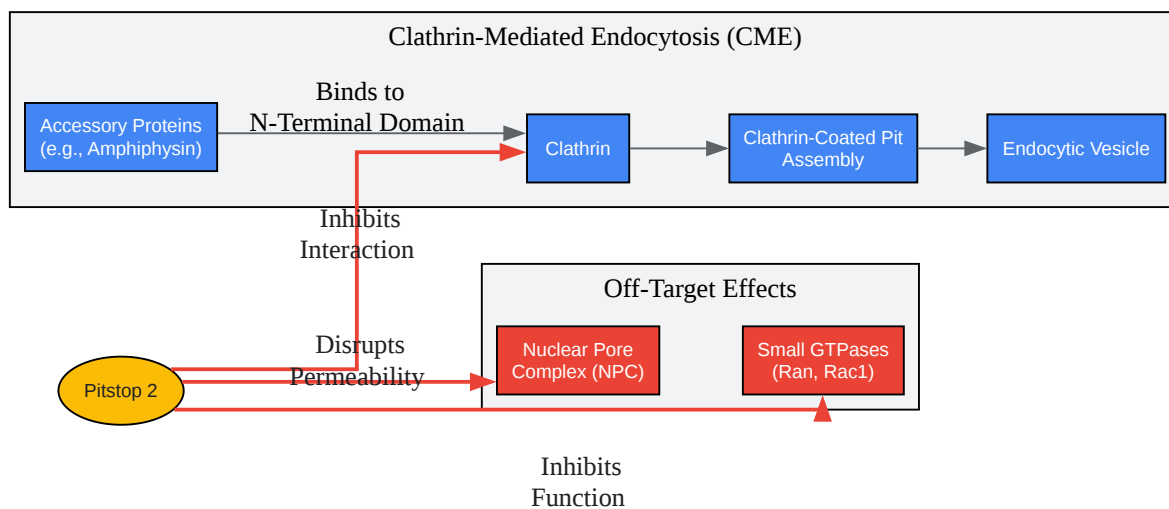 Clathrin-Mediated Endocytosis (CME)
Binds to
N-Terminal Domain
Accessory Proteins
(e.g., Amphiphysin)
Clathrin
Clathrin-Coated Pit
Assembly
Endocytic Vesicle
Inhibits
Interaction
Off-Target Effects
Disrupts
Permeability
Nuclear Pore
Complex (NPC)
Small GTPases
(Ran, Rac1)
Pitstop 2
Inhibits
Function